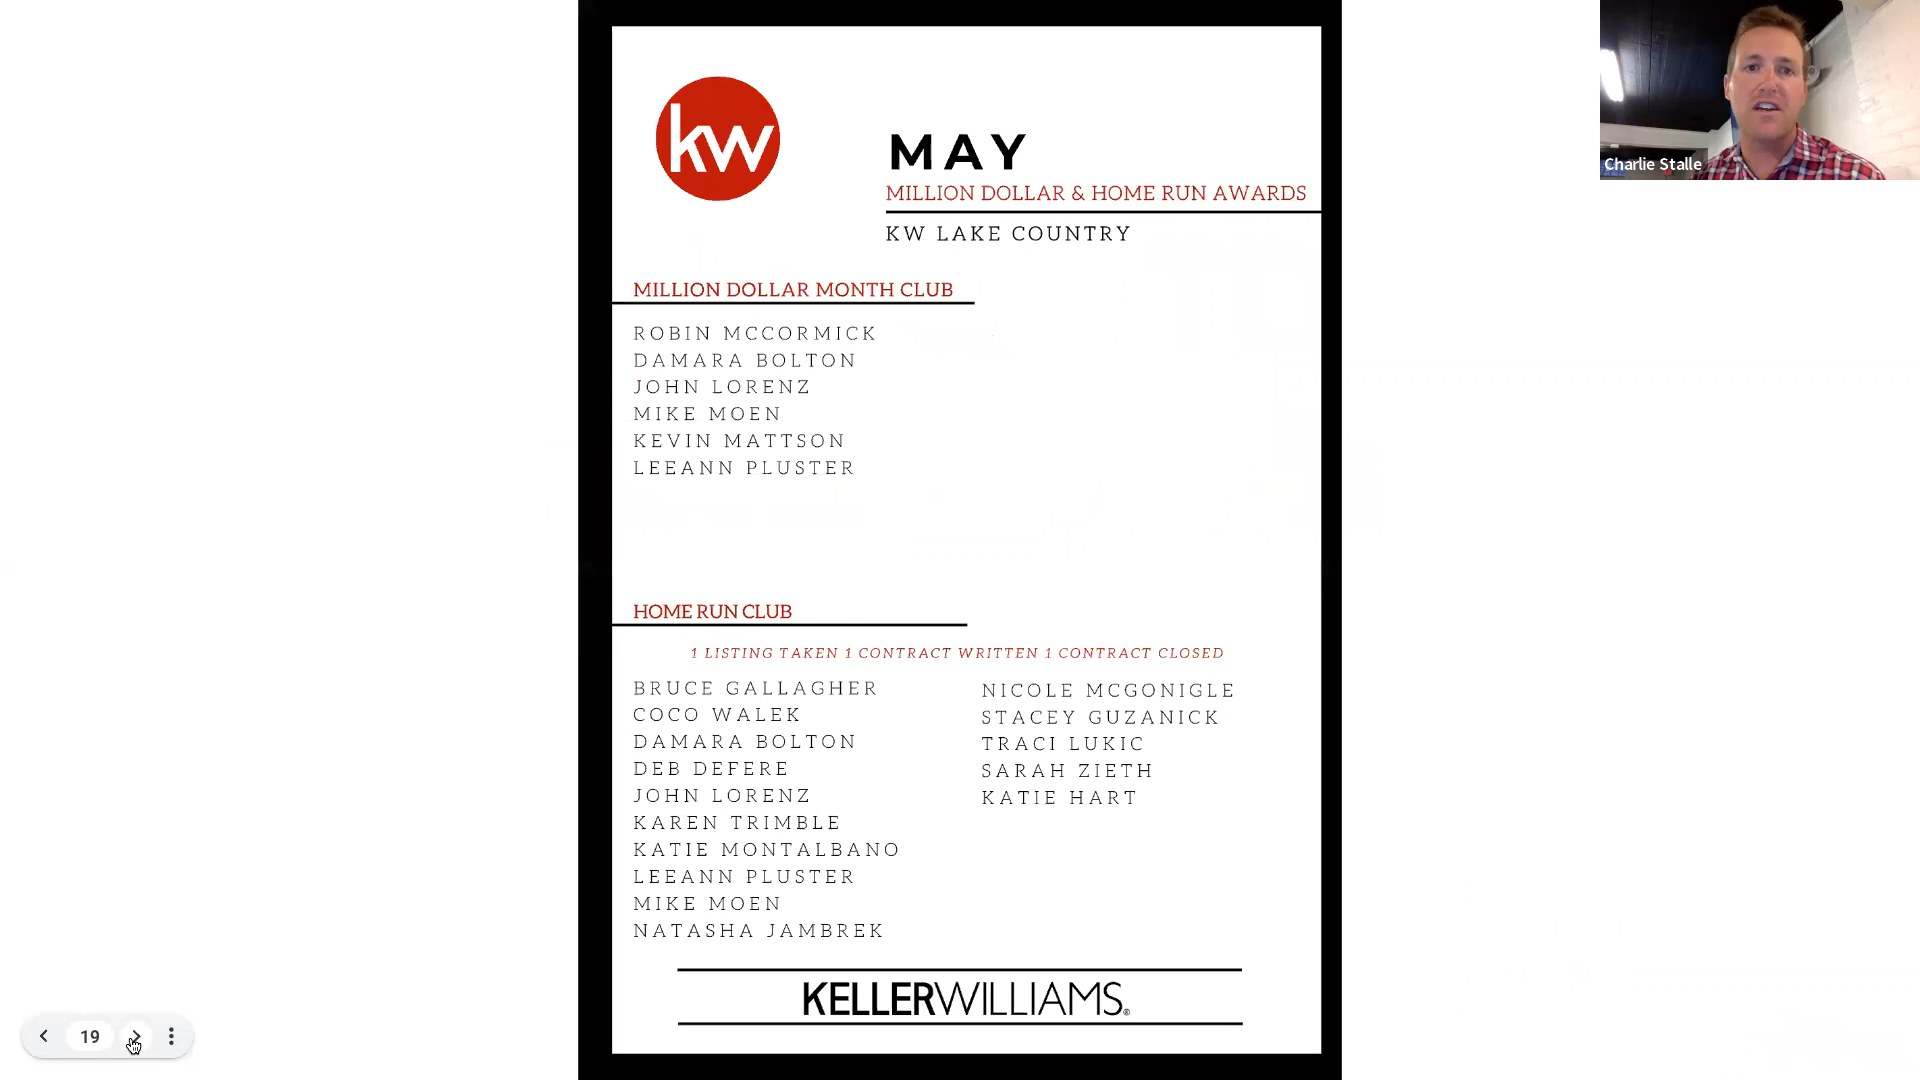 kw
MAY
MILLION DOLLAR & HOME RUN AWARDS
KW LAKE COUNTRY
MILLION DOLLAR MONTH CLUB
ROBIN MCCORMICK
DAMARA BOLTON
JOHN LORENZ
MIKE MOEN
KEVIN MATTSON
LEEANN PLUSTER
HOME RUN CLUB
1 LISTING TAKEN 1 CONTRACT WRITTEN 1 CONTRACT CLOSED
BRUCE GALLAGHER
COCO WALEK
DAMARA BOLTON
DEB DEFERE
JOHN LORENZ
KAREN TRIMBLE
KATIE MONTALBANO
LEEANN PLUSTER
MIKE MOEN
NATASHA JAMBREK
NICOLE MCGONIGLE
STACEY GUZANICK
TRACI LUKIC
SARAH ZIETH
KATIE HART
KELLERWILLIAMS®
Charlie Stalle
19